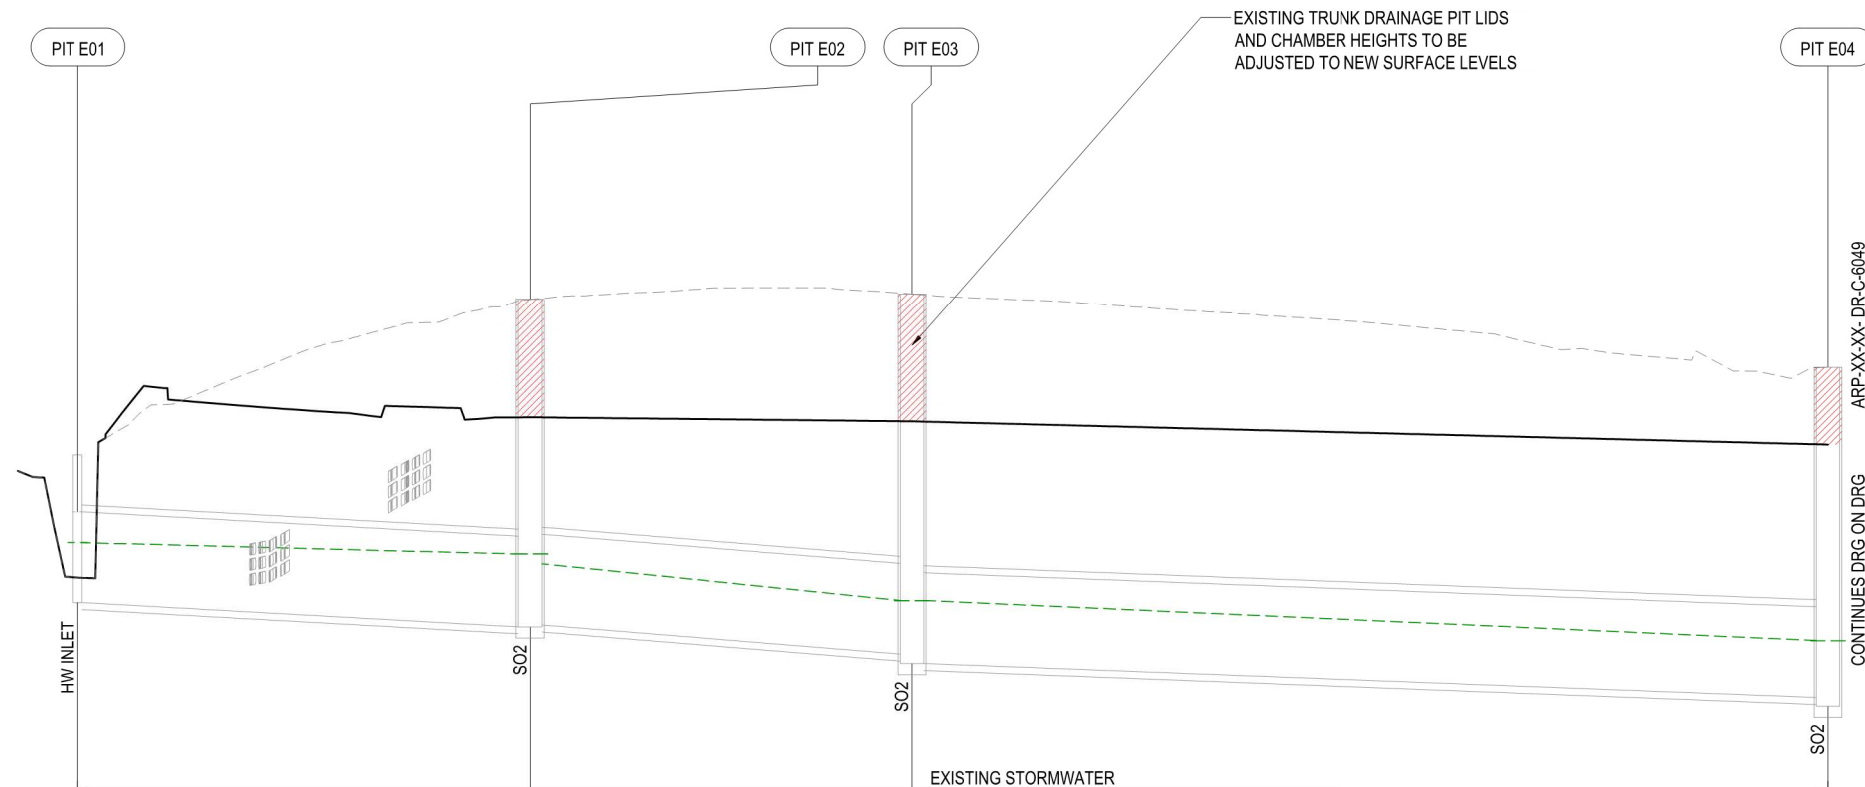 PIT E01
PIT E02
PIT E03
EXISTING TRUNK DRAINAGE PIT LIDS
AND CHAMBER HEIGHTS TO BE
ADJUSTED TO NEW SURFACE LEVELS
PIT E04
HW INLET
SO2
SO2
SO2
CONTINUES DRG ON DRG
ARP-XX-XX- DR-C-6049
EXISTING STORMWATER